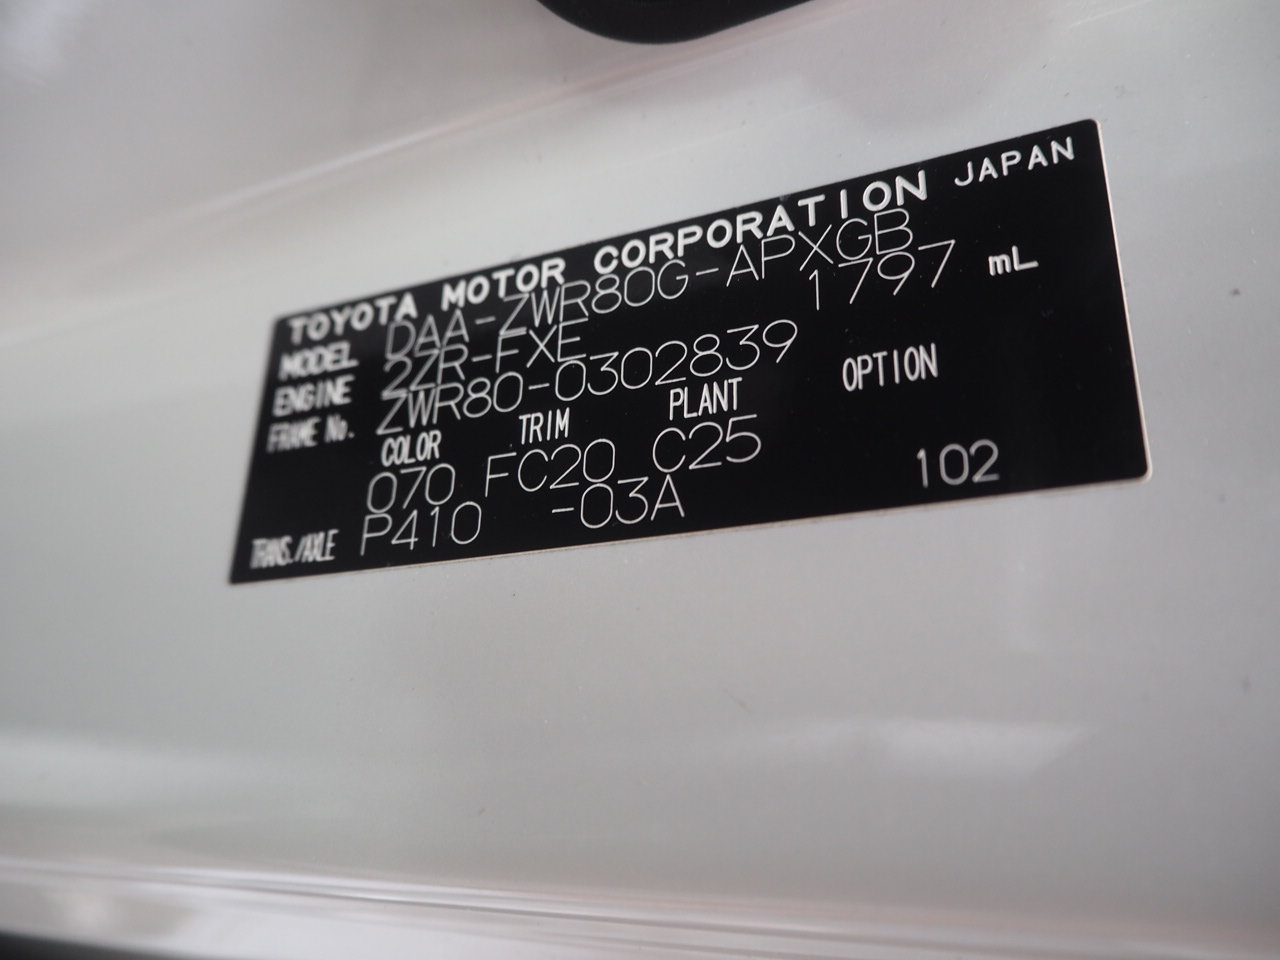 TOYOTA MOTOR CORPORATION JAPAN
MODEL DAA-ZWR80G-APXGB
ENGINE 2ZR-FXE 1797 mL
FRAME No. ZWR80-0302839
COLOR TRIM PLANT OPTION
070 FC20 C25
TRANS./AXLE P410 -03A 102